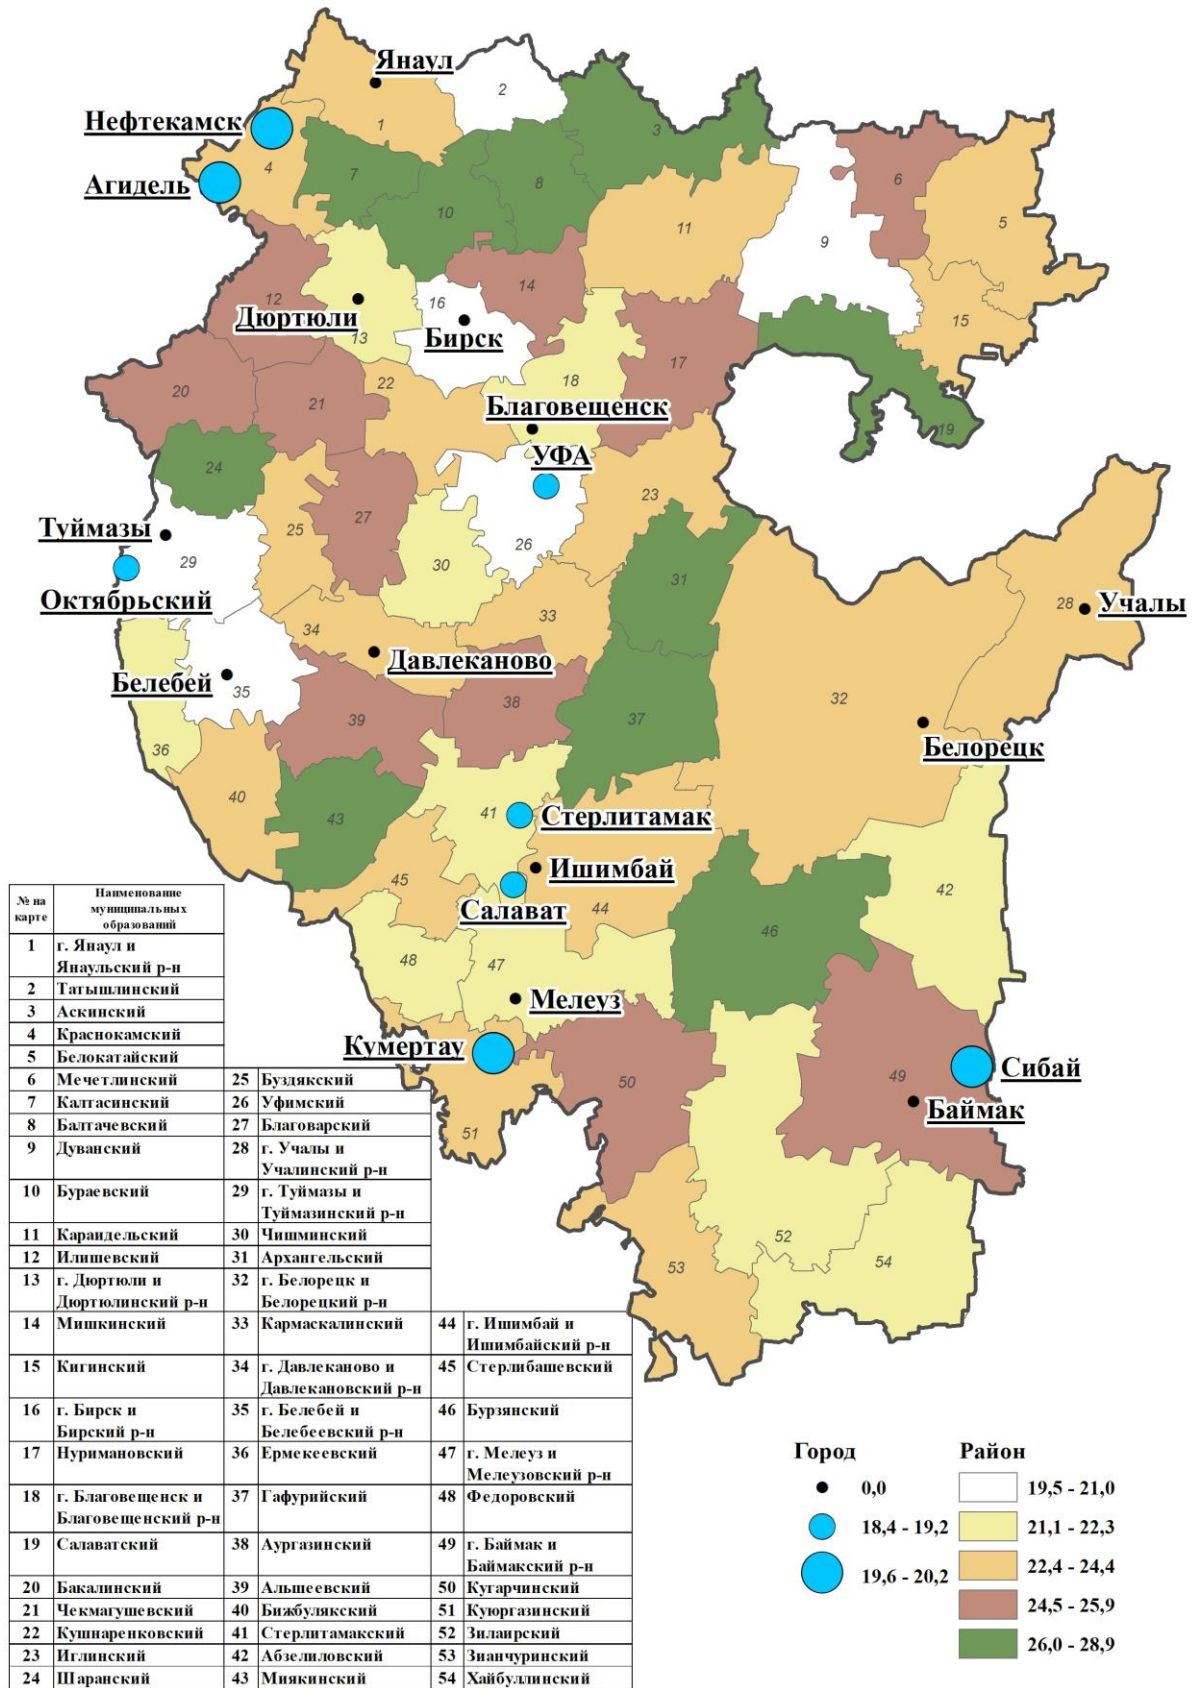 Янаул
2
Нефтекамск
1
3
4
7
8
6
Агидель
10
11
5
9
12
14
16
15
Дюртюли
13
Бирск
17
20
21
22
18
19
Благовещенск
24
УФА
23
25
27
Туймазы
29
30
26
31
28
Учалы
Октябрьский
34
33
Давлеканово
Белебей
35
38
32
39
37
36
Белорецк
40
43
41
Стерлитамак
Ишимбай
45
Салават
44
42
46
48
47
Мелеуз
Кумертау
50
49
Сибай
Баймак
51
52
54
53
№ на карте Наименование муниципальных образований
1 г. Янаул и Янаульский р-н
2 Татышлинский
3 Аскинский
4 Краснокамский
5 Белокатайский
6 Мечетлинский
7 Калтасинский
8 Балтачевский
9 Дуванский
10 Бураевский
11 Караидельский
12 Илишевский
13 г. Дюртюли и Дюртюлинский р-н
14 Мишкинский
15 Кигинский
16 г. Бирск и Бирский р-н
17 Нуримановский
18 г. Благовещенск и Благовещенский р-н
19 Салаватский
20 Бакалинский
21 Чекмагушевский
22 Кушнаренковский
23 Иглинский
24 Шаранский
25 Буздякский
26 Уфимский
27 Благоварский
28 г. Учалы и Учалинский р-н
29 г. Туймазы и Туймазинский р-н
30 Чишминский
31 Архангельский
32 г. Белорецк и Белорецкий р-н
33 Кармаскалинский
34 г. Давлеканово и Давлекановский р-н
35 г. Белебей и Белебеевский р-н
36 Ермекеевский
37 Гафурийский
38 Аургазинский
39 Альшеевский
40 Бижбулякский
41 Стерлитамакский
42 Абзелиловский
43 Миякинский
44 г. Ишимбай и Ишимбайский р-н
45 Стерлибашевский
46 Бурзянский
47 г. Мелеуз и Мелеузовский р-н
48 Федоровский
49 г. Баймак и Баймакский р-н
50 Кугарчинский
51 Куюргазинский
52 Зилаирский
53 Зианчуринский
54 Хайбуллинский
Город
0,0
18,4 - 19,2
19,6 - 20,2
Район
19,5 - 21,0
21,1 - 22,3
22,4 - 24,4
24,5 - 25,9
26,0 - 28,9